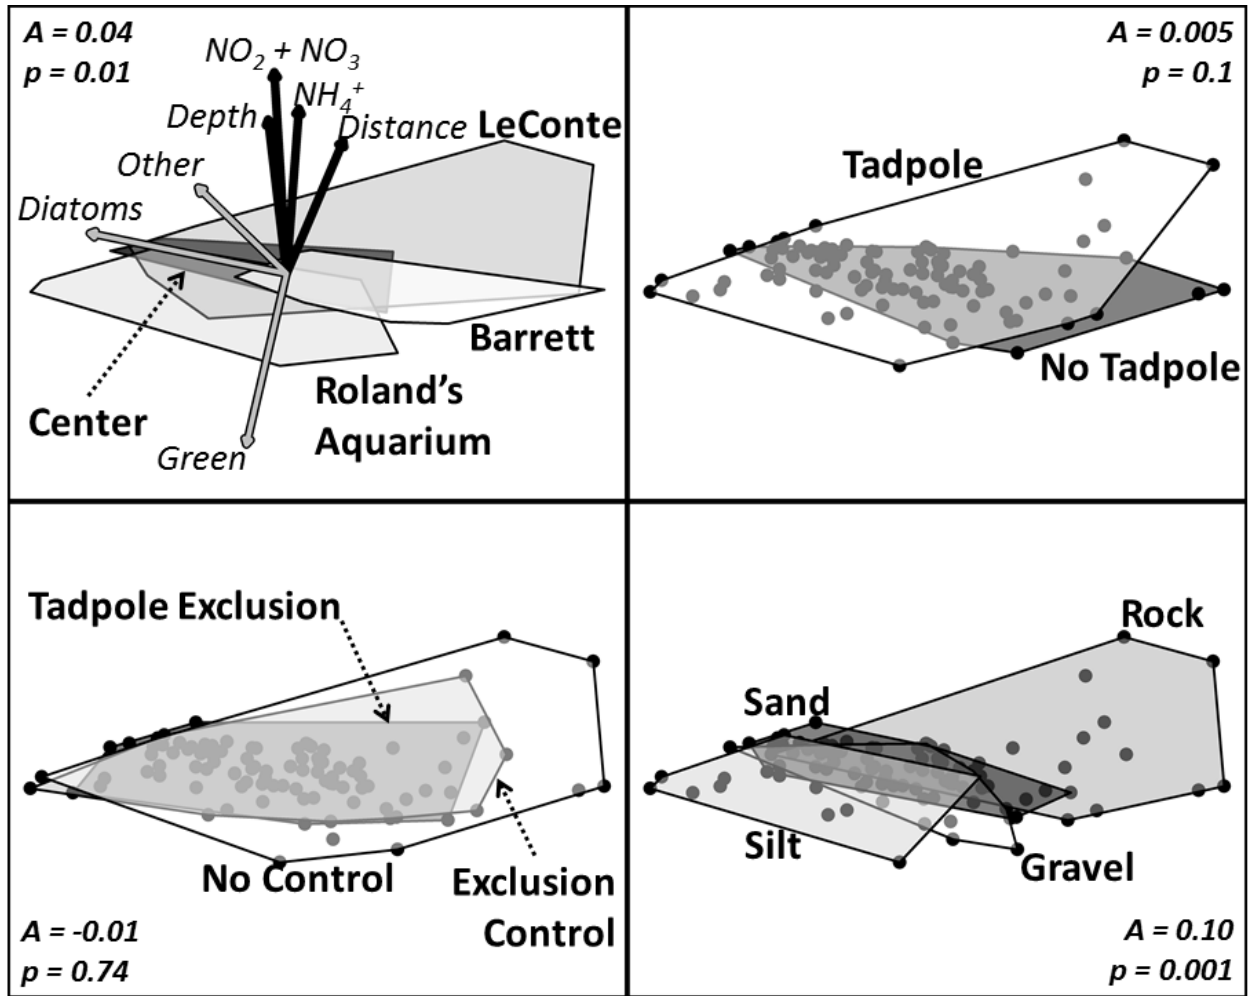 A = 0.04
p = 0.01
NO₂ + NO₃
NH₄⁺
Depth
Distance
LeConte
Other
Diatoms
Center
Green
Roland’s
Aquarium
Barrett
A = 0.005
p = 0.1
Tadpole
No Tadpole
Tadpole Exclusion
No Control
Exclusion
Control
A = -0.01
p = 0.74
Rock
Sand
Silt
Gravel
A = 0.10
p = 0.001